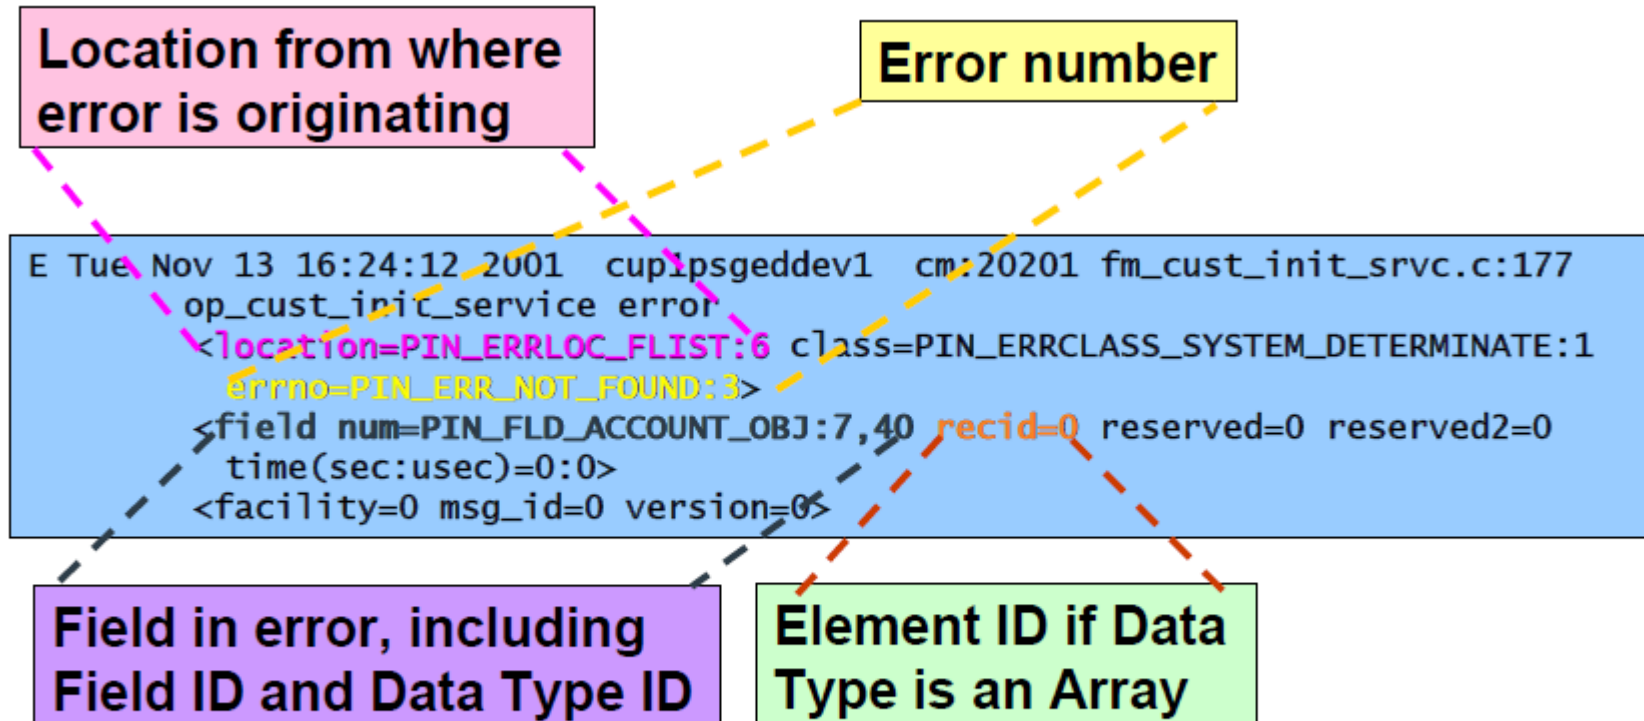 Location from where
error is originating
Error number
E Tue Nov 13 16:24:12 2001 cup1psgeddev1 cm:20201 fm_cust_init_srvc.c:177
op_cust_init_service error
<location=PIN_ERRLOC_FLIST:6 class=PIN_ERRCLASS_SYSTEM_DETERMINATE:1
errno=PIN_ERR_NOT_FOUND:3>
<field num=PIN_FLD_ACCOUNT_OBJ:7,40 recid=0 reserved=0 reserved2=0
time(sec:usec)=0:0>
<facility=0 msg_id=0 version=0>
Field in error, including
Field ID and Data Type ID
Element ID if Data
Type is an Array